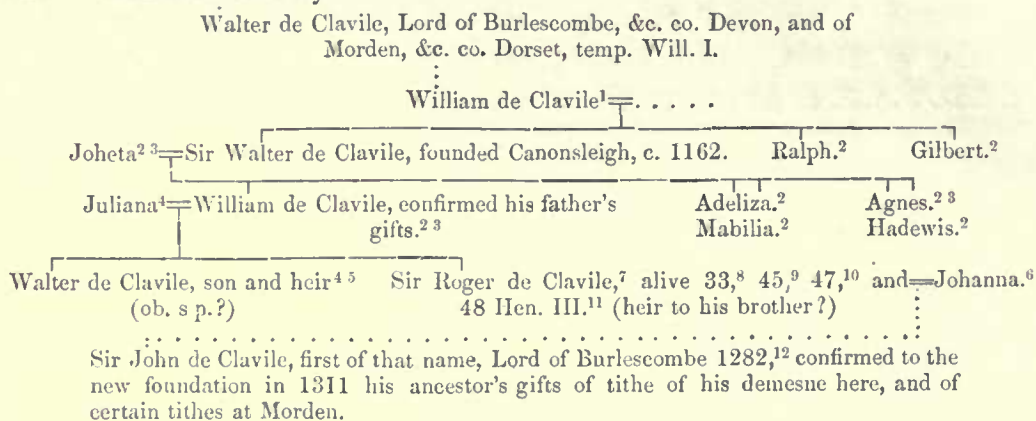 Walter de Clavile, Lord of Burlescombe, &c. co. Devon, and of
Morden, &c. co. Dorset, temp. Will. I.
William de Clavile¹=. . . . .
Joheta² ³=Sir Walter de Clavile, founded Canonsleigh, c. 1162. Ralph.² Gilbert.²
Juliana⁴=William de Clavile, confirmed his father's gifts.² ³
Adeliza.² Agnes.² ³
Mabilia.² Hadewis.²
Walter de Clavile, son and heir⁴ ⁵
(ob. s p.?)
Sir Roger de Clavile,⁷ alive 33,⁸ 45,⁹ 47,¹⁰ and=Johanna.⁶
48 Hen. III.¹¹ (heir to his brother?)
Sir John de Clavile, first of that name, Lord of Burlescombe 1282,¹² confirmed to the
new foundation in 1311 his ancestor's gifts of tithe of his demesne here, and of
certain tithes at Morden.